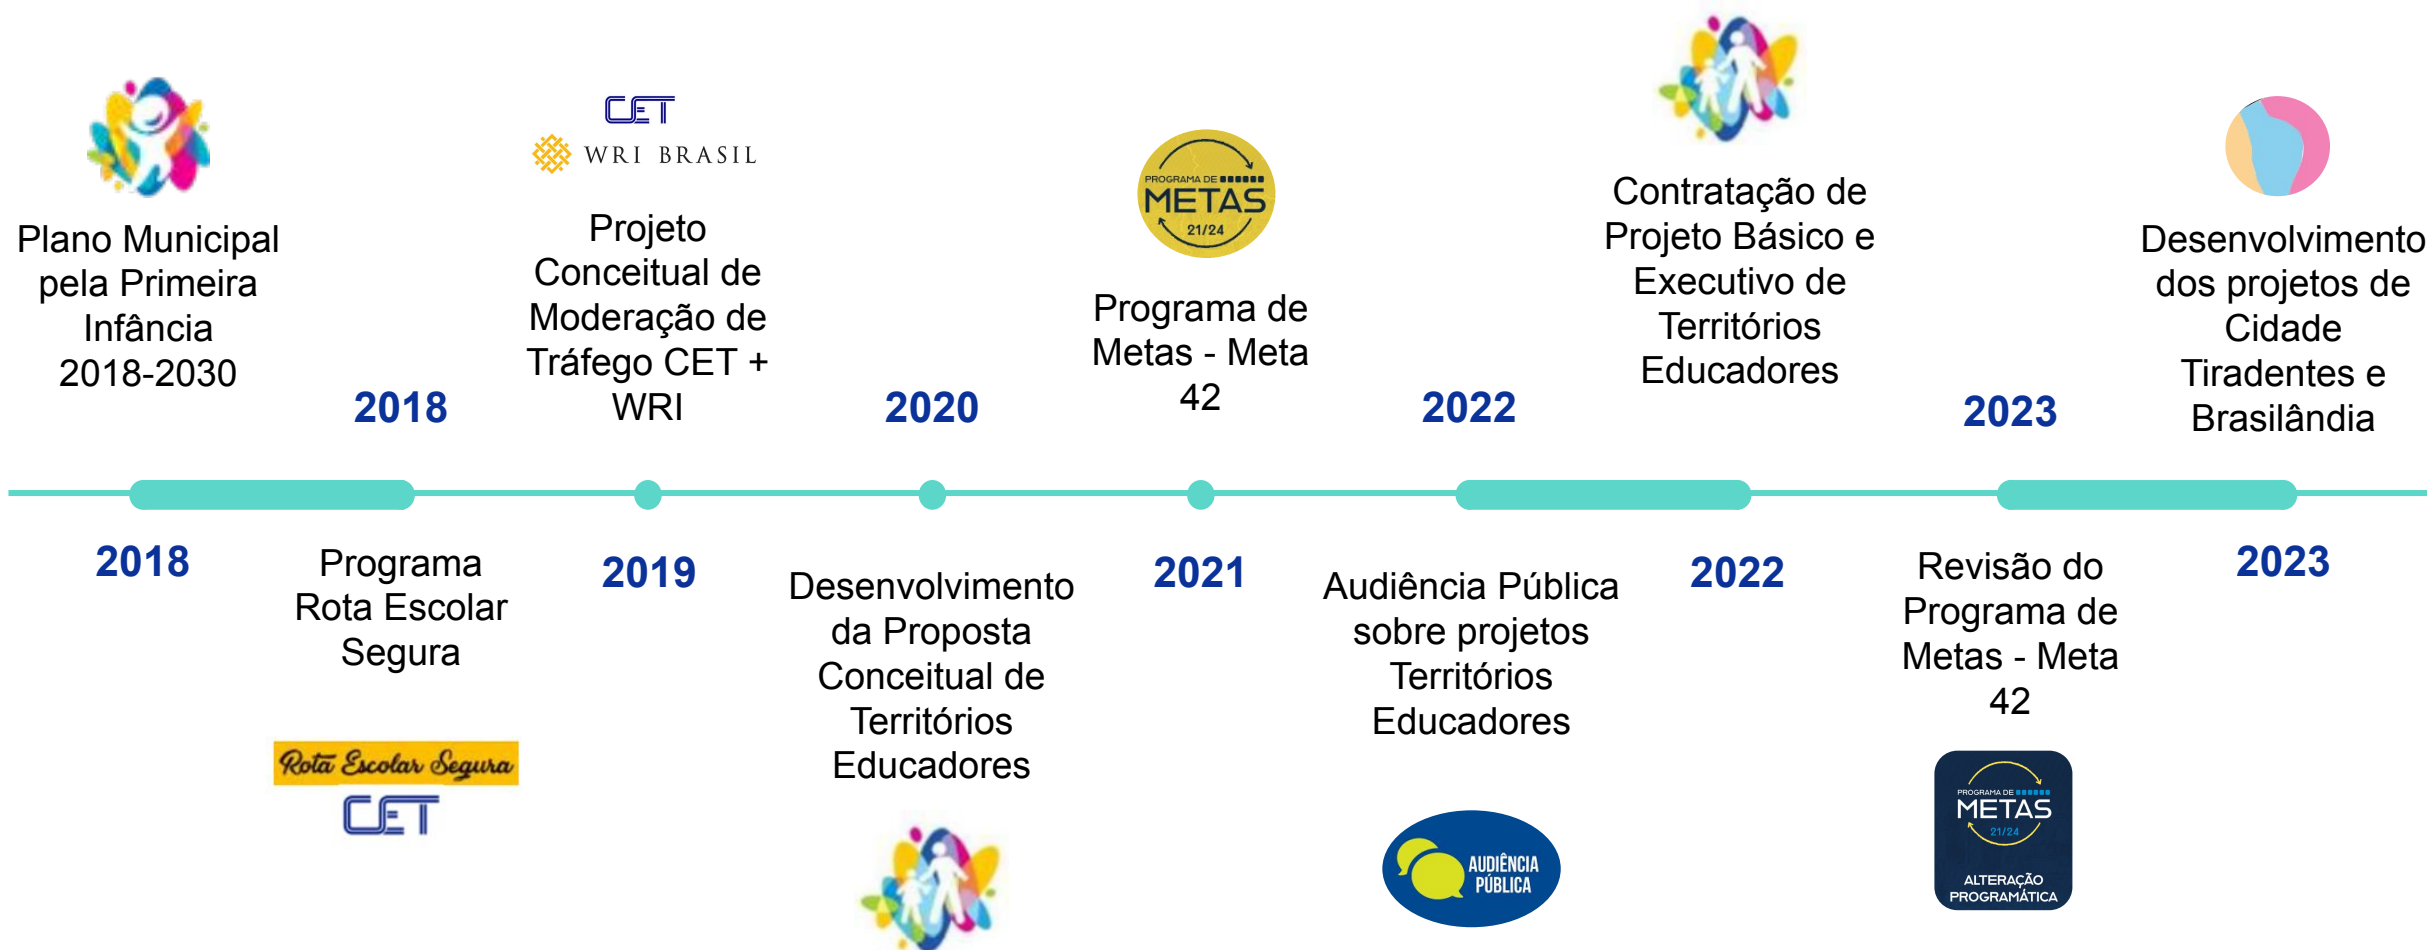 Plano Municipal
pela Primeira
Infância
2018-2030
2018
2018
Programa
Rota Escolar
Segura
Rota Escolar Segura
CET
CET
WRI BRASIL
Projeto
Conceitual de
Moderação de
Tráfego CET +
WRI
2019
2020
Desenvolvimento
da Proposta
Conceitual de
Territórios
Educadores
PROGRAMA DE
METAS
21/24
Programa de
Metas - Meta
42
2021
2022
Audiência Pública
sobre projetos
Territórios
Educadores
AUDIÊNCIA
PÚBLICA
Contratação de
Projeto Básico e
Executivo de
Territórios
Educadores
2022
2023
Revisão do
Programa de
Metas - Meta
42
PROGRAMA DE
METAS
21/24
ALTERAÇÃO
PROGRAMÁTICA
Desenvolvimento
dos projetos de
Cidade
Tiradentes e
Brasilândia
2023